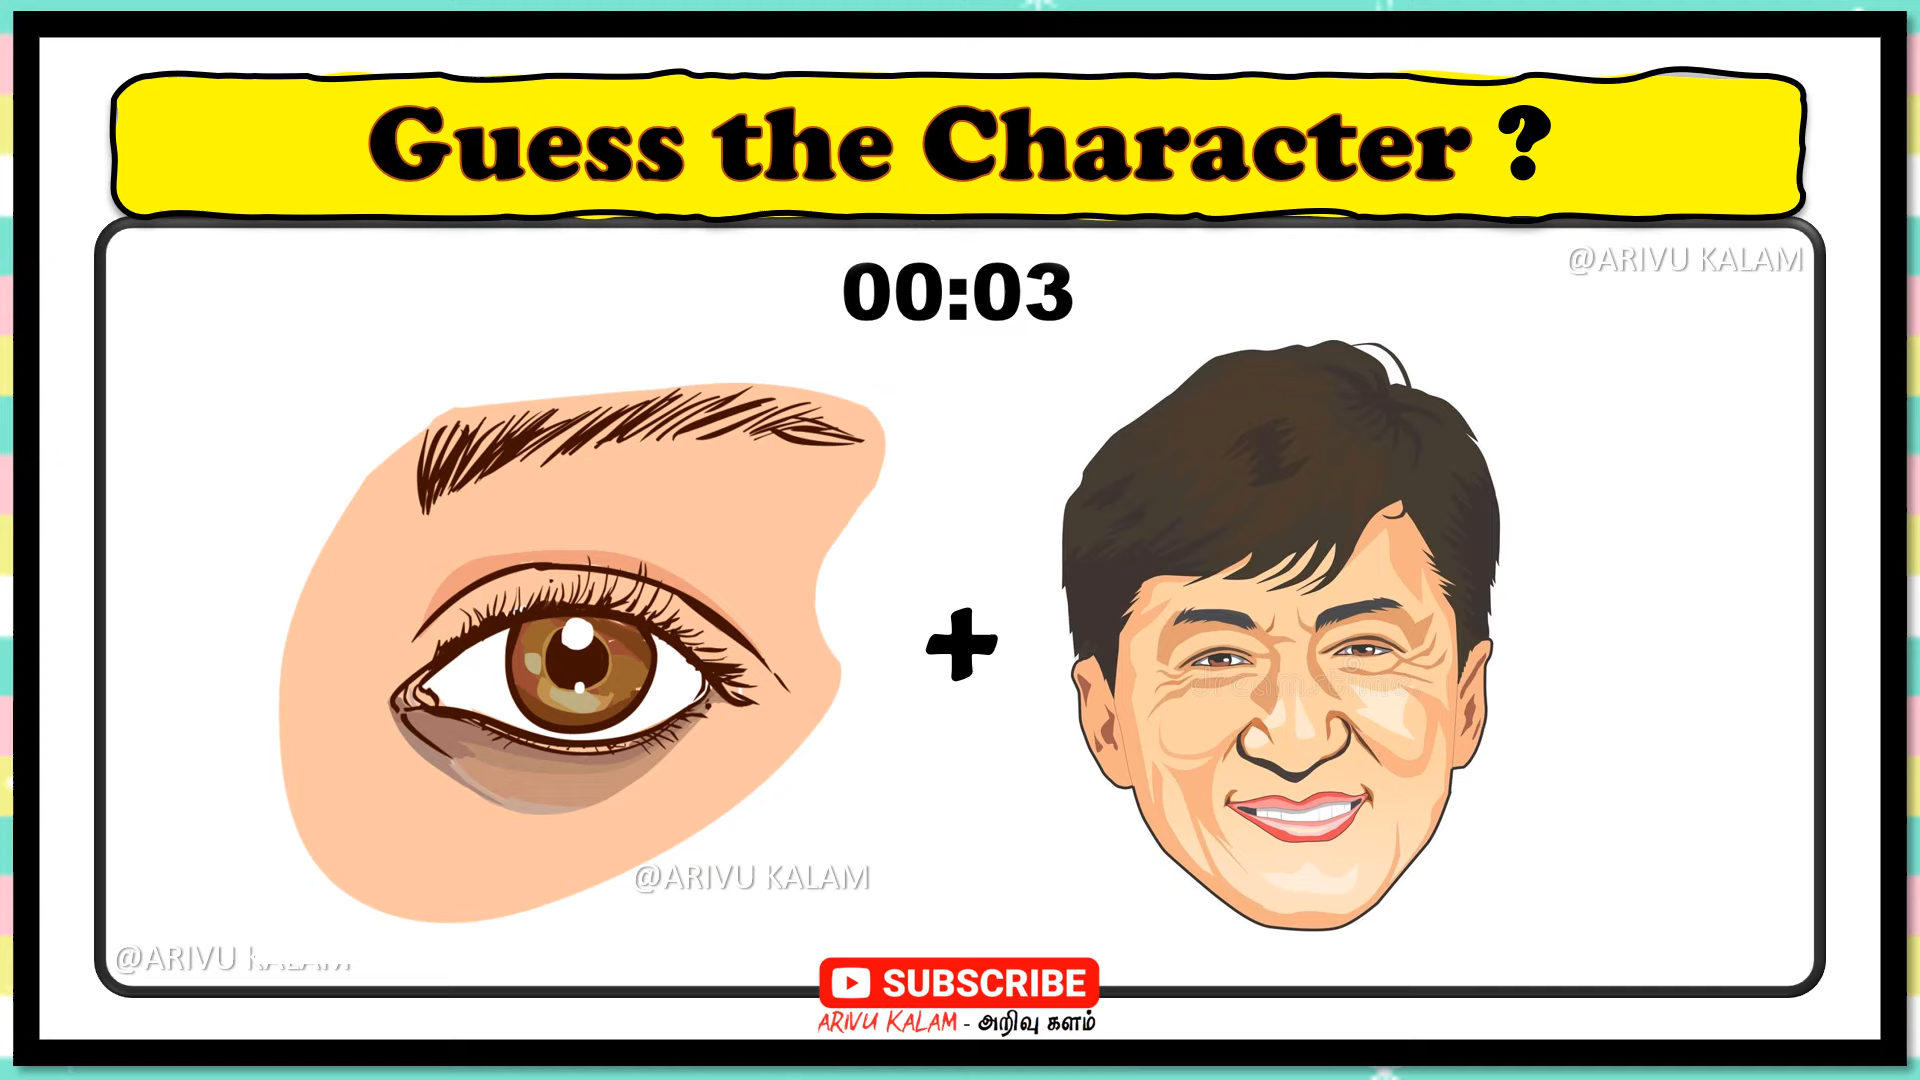 Guess the Character ?
@ARIVU KALAM
00:03
@ARIVU KALAM
@ARIVU
SUBSCRIBE
ARIVU KALAM - அறிவு களம்